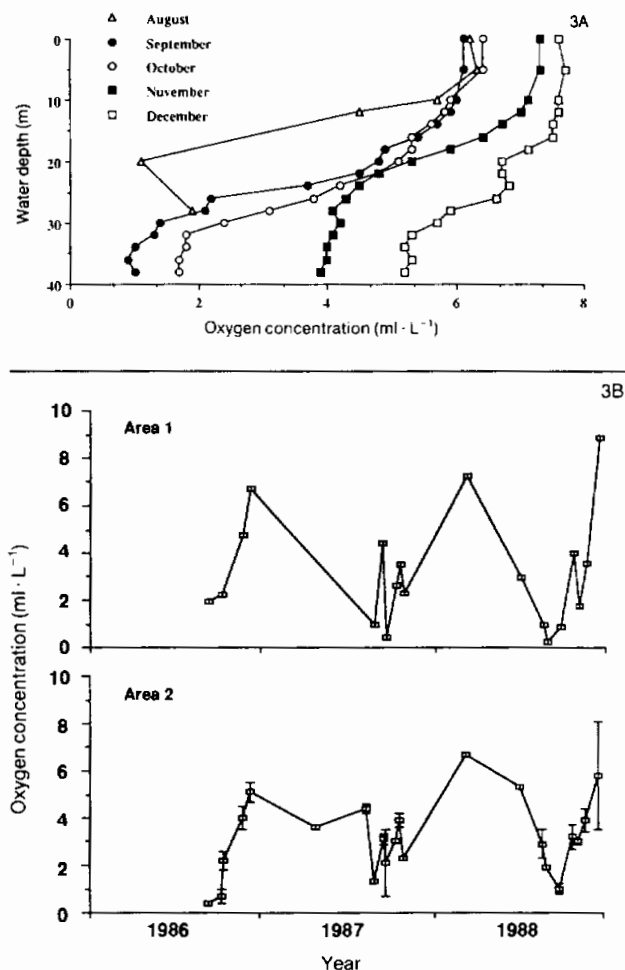 3A
August
September
October
Nuvember
December
0
10
20
30
40
Water depth (m)
0 2 4 6 8
Oxygen concentration (ml · L⁻¹)
3B
10
8
6
4
2
0
Area 1
10
8
6
4
2
0
Area 2
Oxygen concentration (ml · L⁻¹)
1986 1987 1988
Year